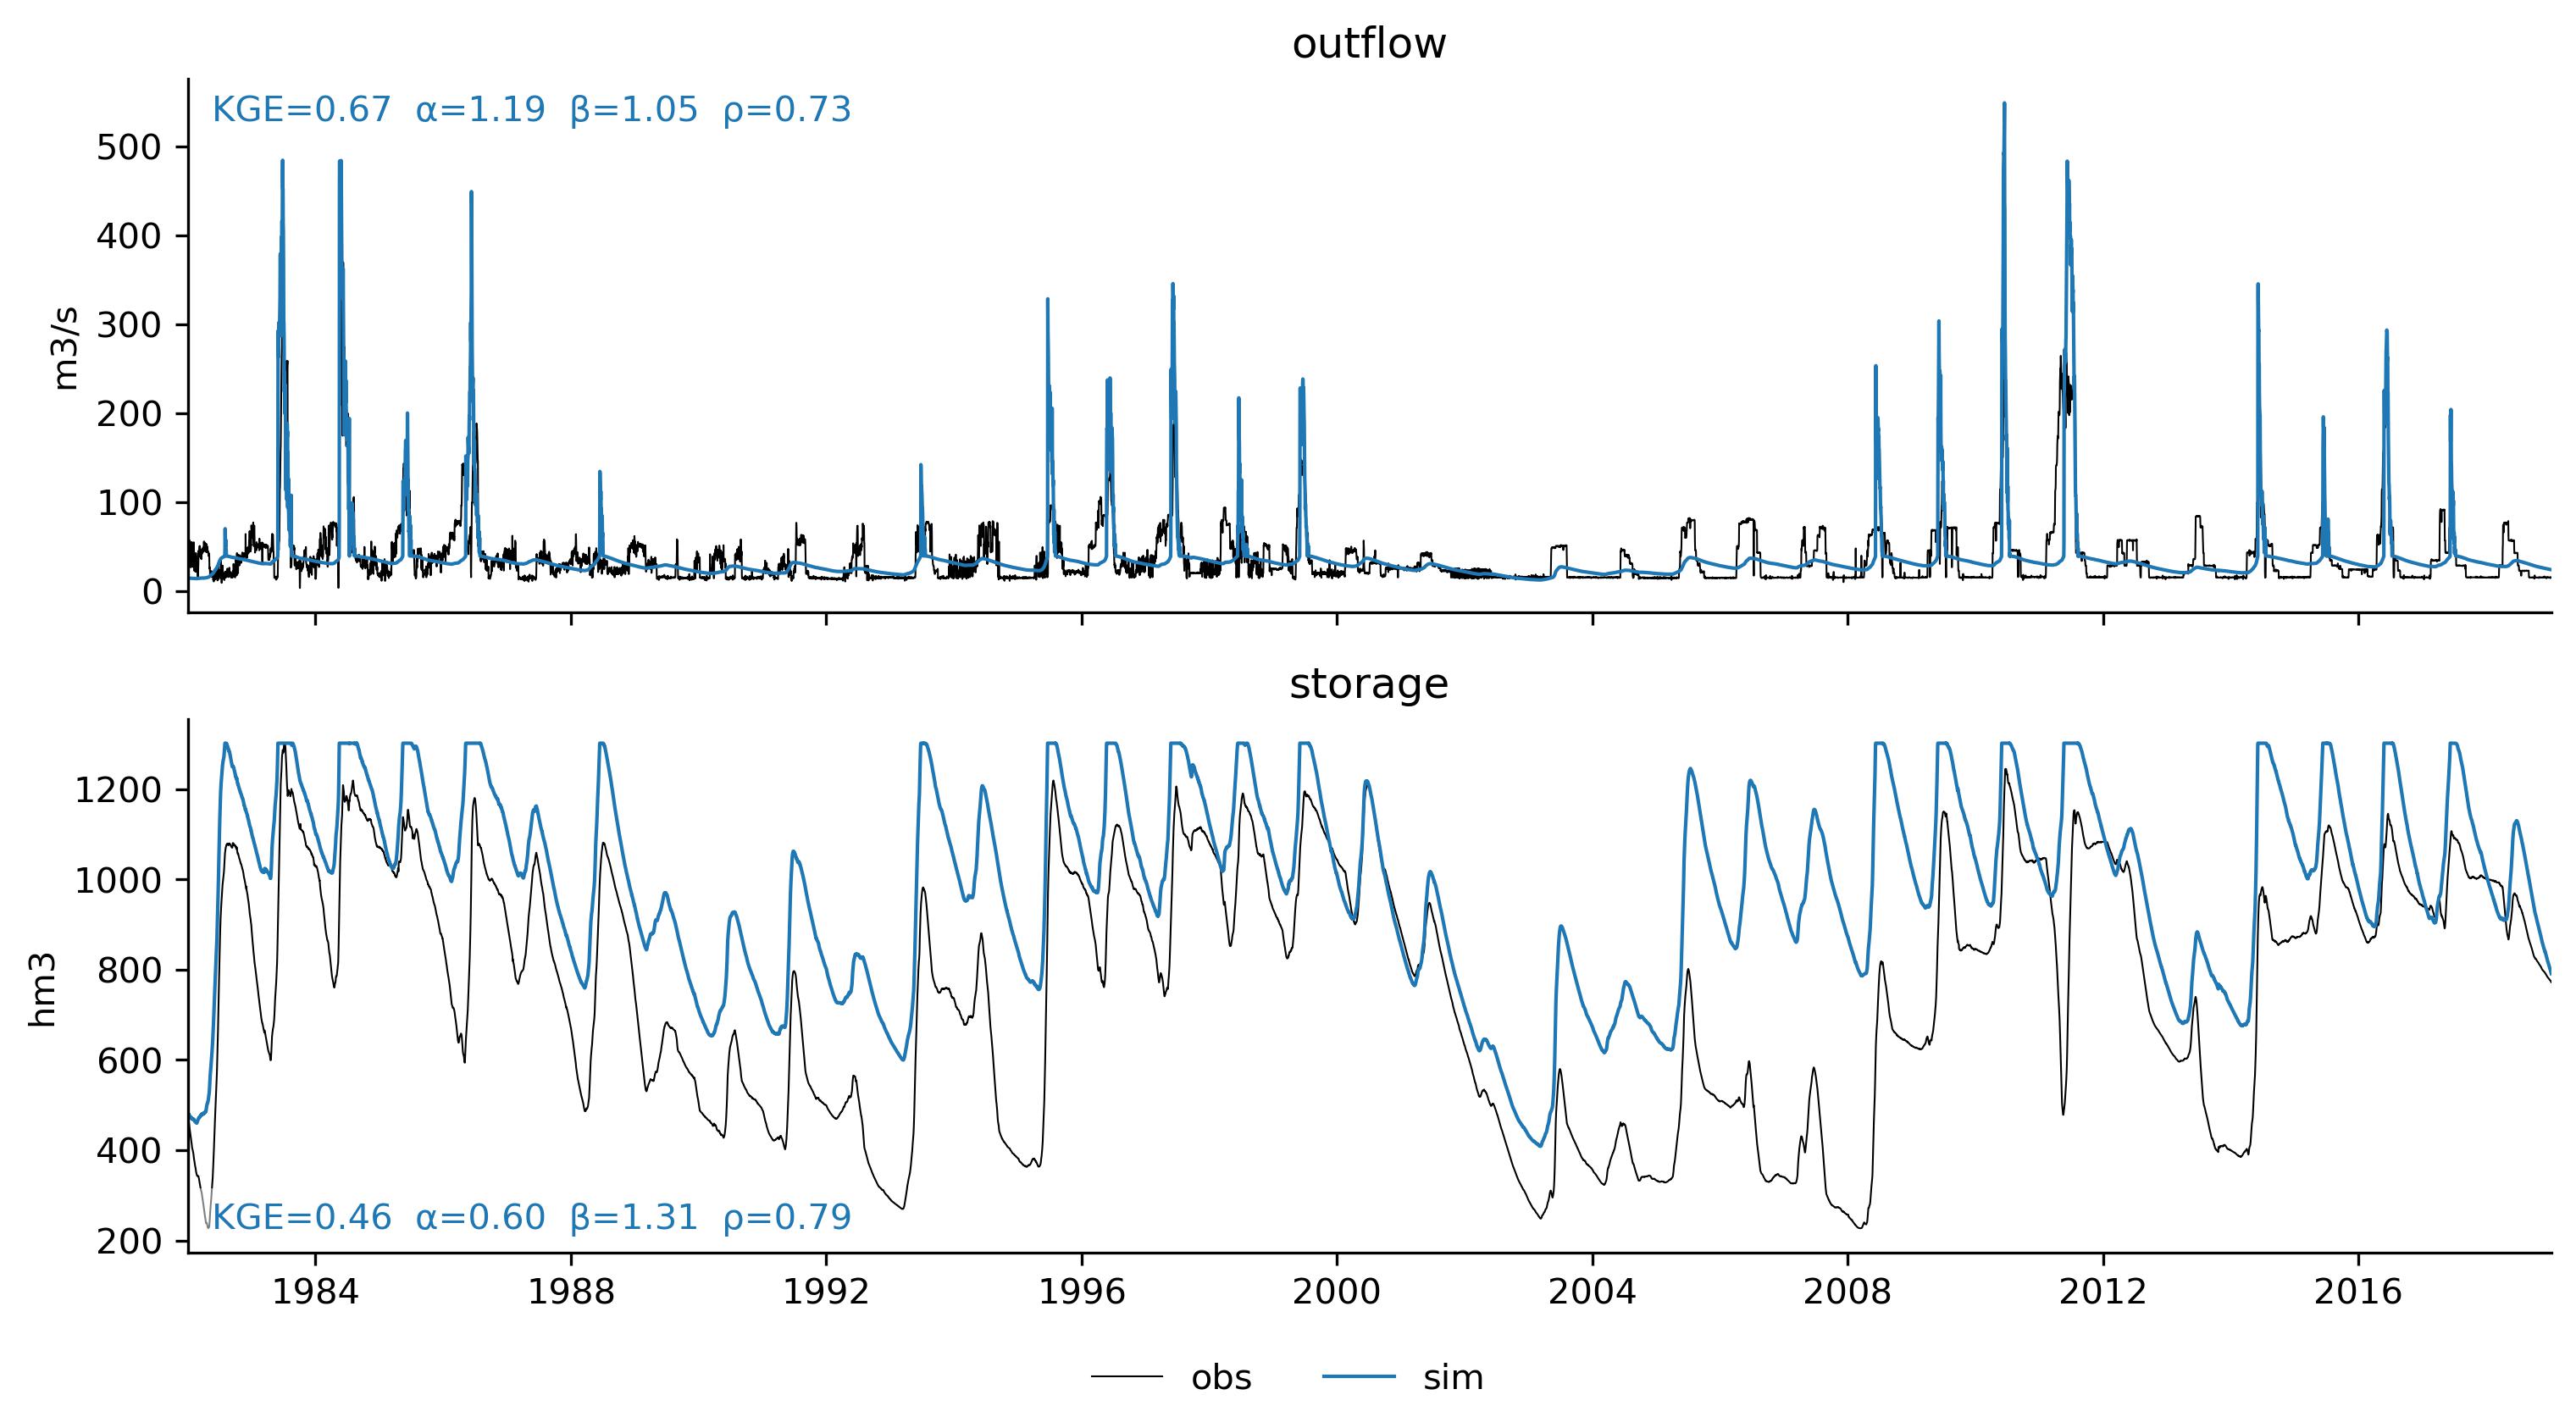 outflow
KGE=0.67 α=1.19 β=1.05 ρ=0.73
m3/s
500
400
300
200
100
0
storage
hm3
1200
1000
800
600
400
200
KGE=0.46 α=0.60 β=1.31 ρ=0.79
1984 1988 1992 1996 2000 2004 2008 2012 2016
obs sim